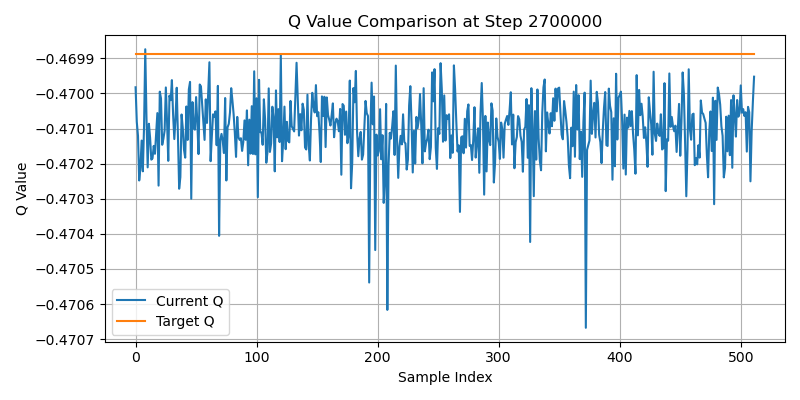 Q Value Comparison at Step 2700000
Q Value
−0.4699
−0.4700
−0.4701
−0.4702
−0.4703
−0.4704
−0.4705
−0.4706
−0.4707
Current Q
Target Q
0 100 200 300 400 500
Sample Index